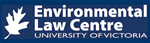 Environmental
Law Centre
UNIVERSITY OF VICTORIA